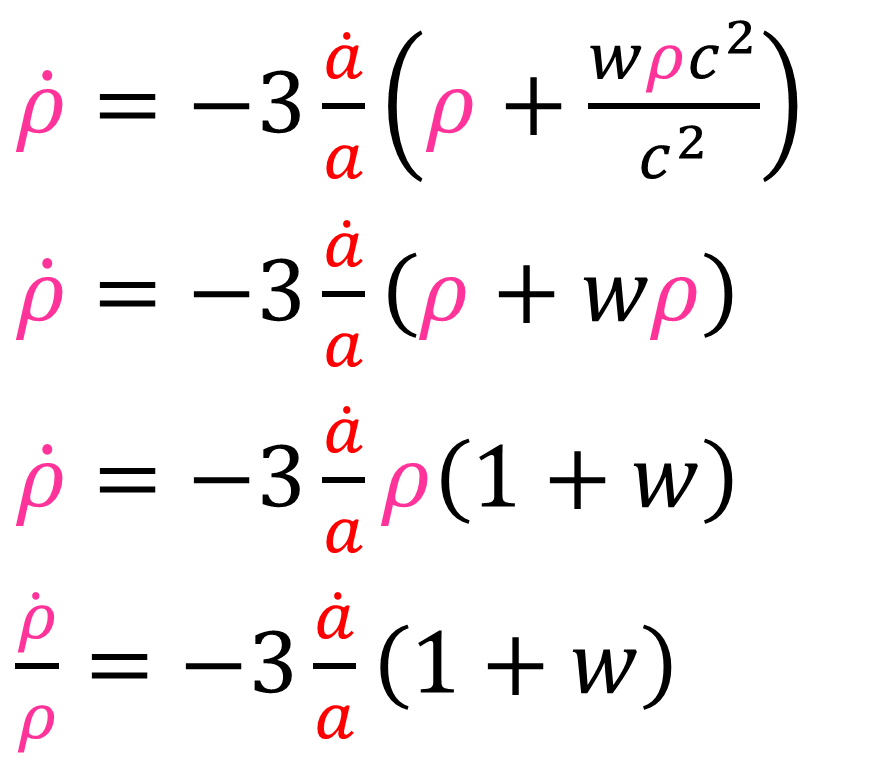 ρ̇ = −3 ȧ/a (ρ + wρc²/c²)
ρ̇ = −3 ȧ/a (ρ + wρ)
ρ̇ = −3 ȧ/a ρ(1 + w)
ρ̇/ρ = −3 ȧ/a (1 + w)